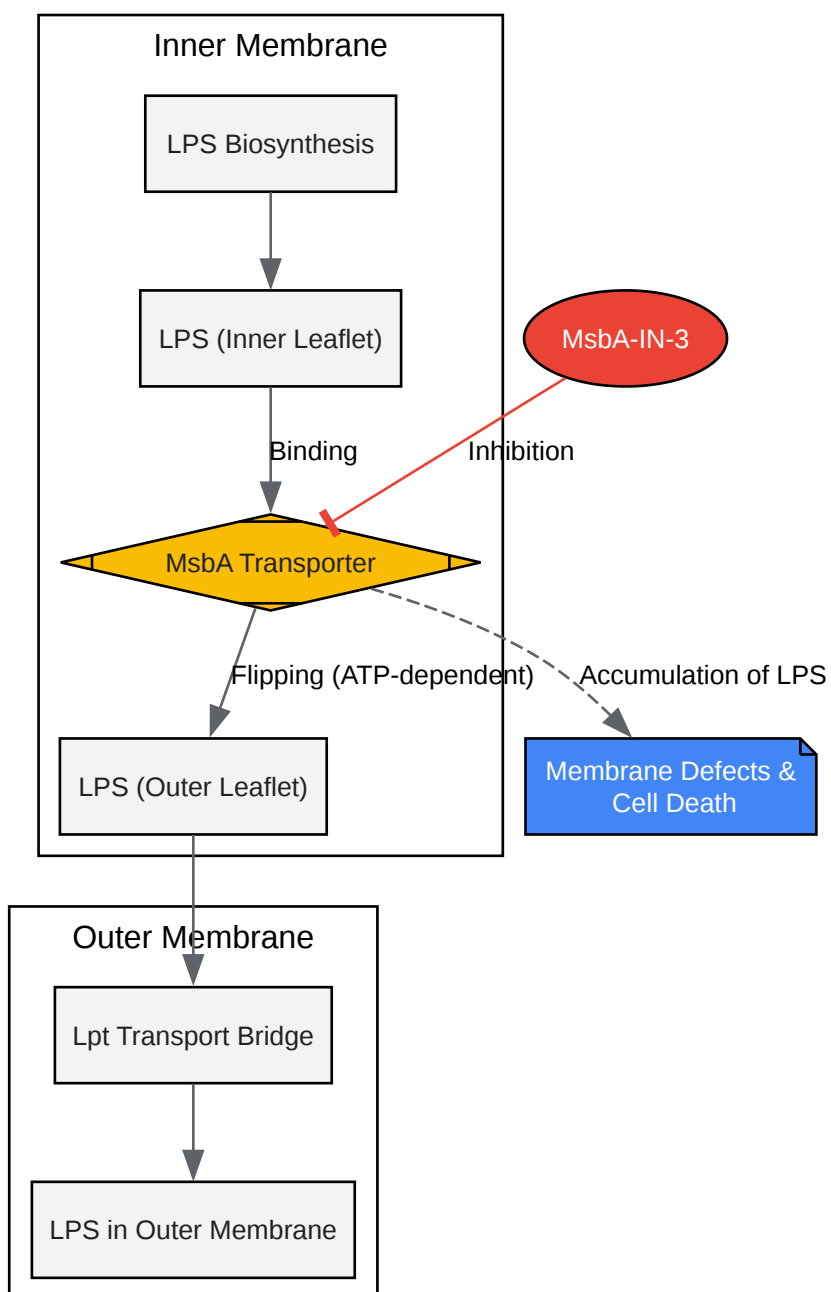 Inner Membrane
LPS Biosynthesis
LPS (Inner Leaflet)
MsbA-IN-3
Binding
Inhibition
MsbA Transporter
Flipping (ATP-dependent)
Accumulation of LPS
LPS (Outer Leaflet)
Membrane Defects &
Cell Death
Outer Membrane
Lpt Transport Bridge
LPS in Outer Membrane